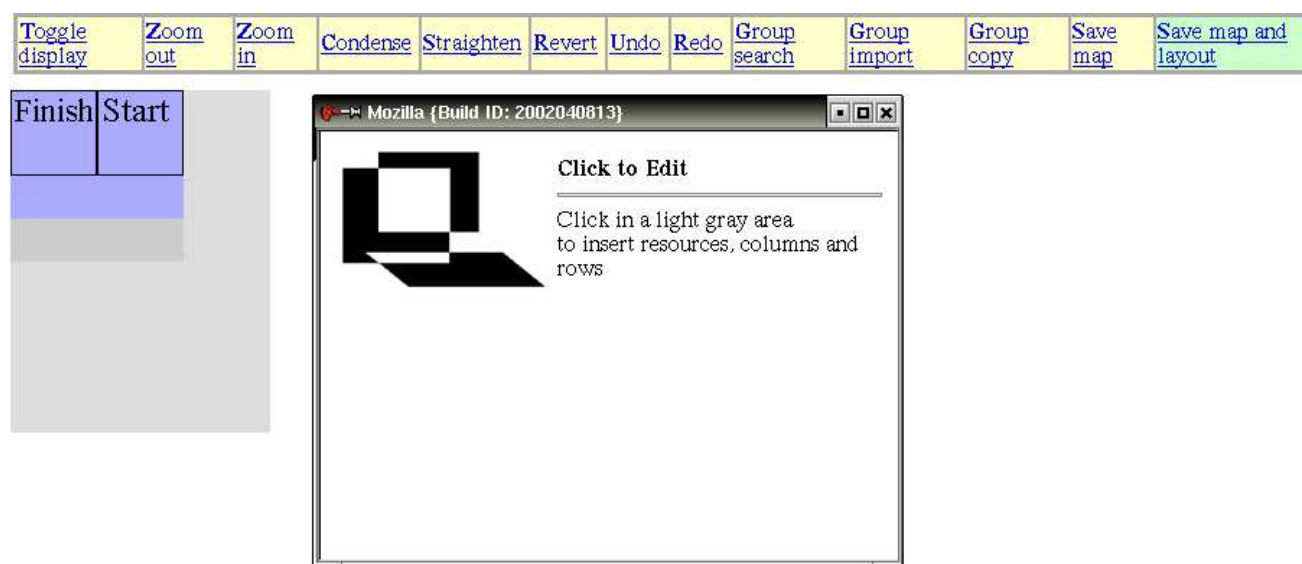 Toggle display
Zoom out
Zoom in
Condense
Straighten
Revert
Undo
Redo
Group search
Group import
Group copy
Save map
Save map and layout
Finish
Start
Mozilla {Build ID: 2002040813}
Click to Edit
Click in a light gray area
to insert resources, columns and
rows